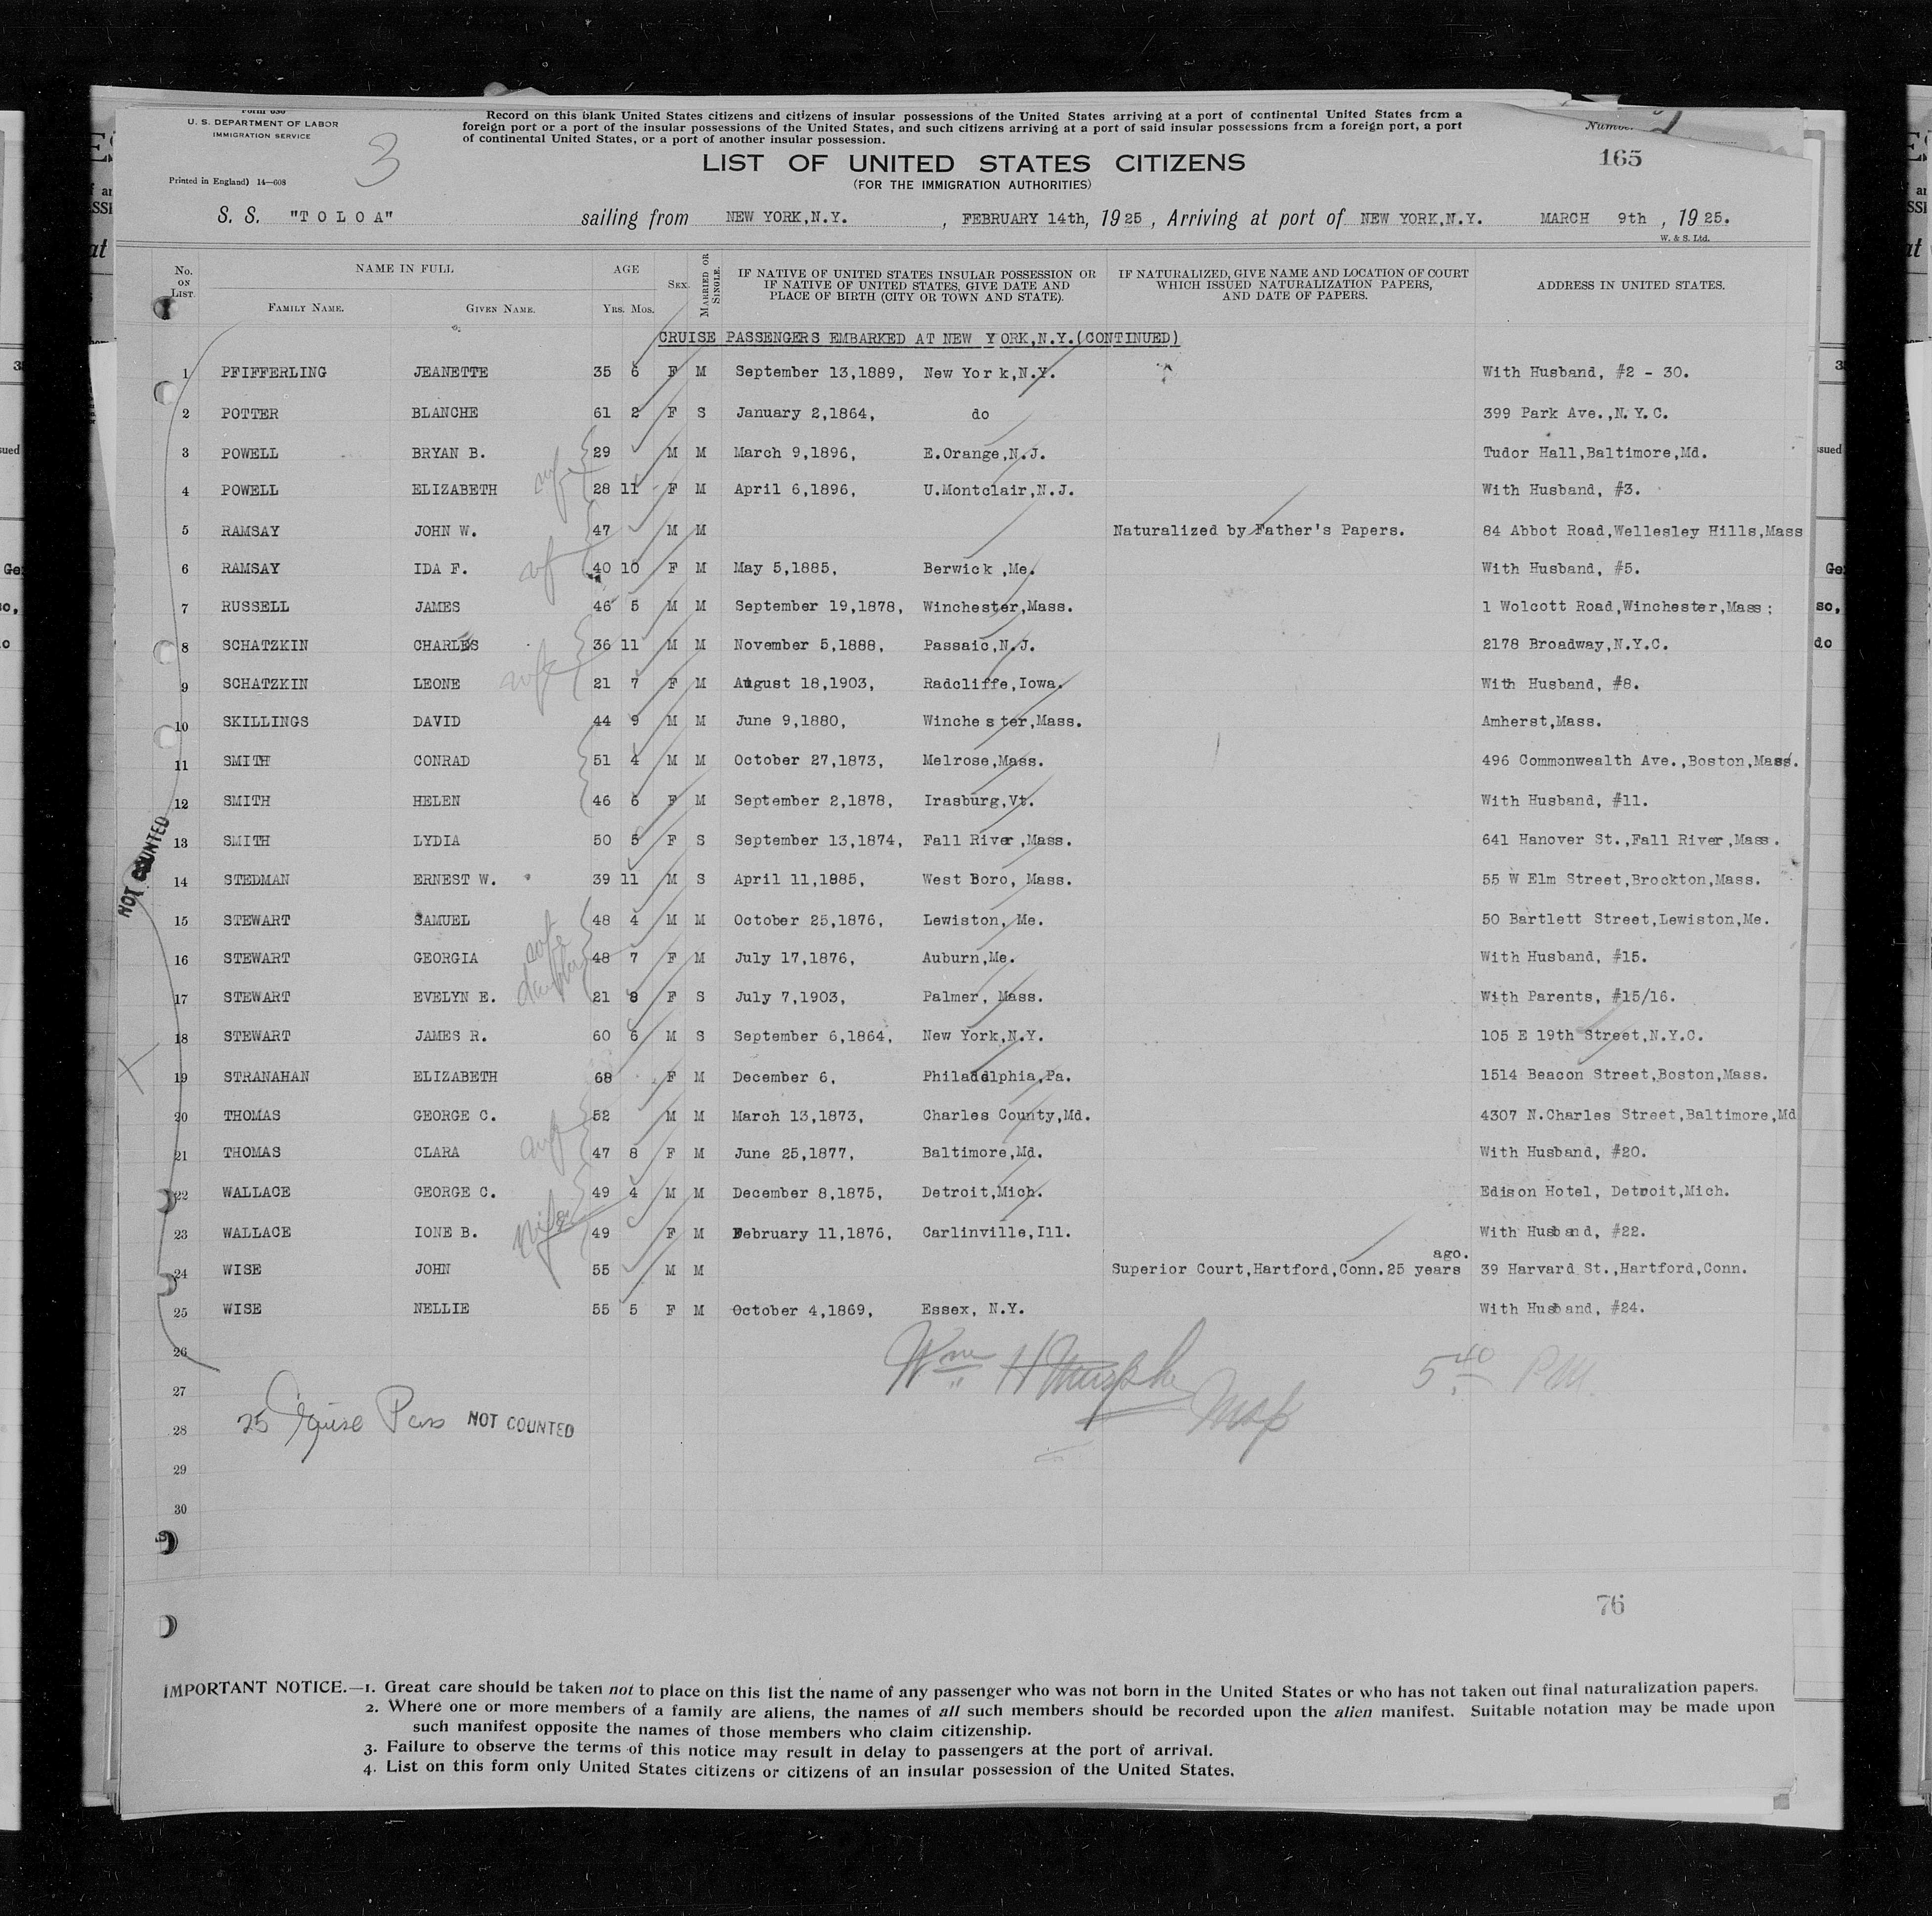 Form 630
U. S. DEPARTMENT OF LABOR
IMMIGRATION SERVICE
Printed in England) 14—608
3
Record on this blank United States citizens and citizens of insular possessions of the United States arriving at a port of continental United States from a
foreign port or a port of the insular possessions of the United States, and such citizens arriving at a port of said insular possessions from a foreign port, a port
of continental United States, or a port of another insular possession.
LIST OF UNITED STATES CITIZENS
(FOR THE IMMIGRATION AUTHORITIES)
Number
165
S. S. "T O L O A" sailing from NEW YORK,N.Y. , FEBRUARY 14th, 1925 , Arriving at port of NEW YORK,N.Y. MARCH 9th , 1925.
W. & S. Ltd.
No. ON LIST. NAME IN FULL FAMILY NAME. GIVEN NAME. AGE YRS. MOS. SEX. MARRIED OR SINGLE. IF NATIVE OF UNITED STATES INSULAR POSSESSION OR IF NATIVE OF UNITED STATES, GIVE DATE AND PLACE OF BIRTH (CITY OR TOWN AND STATE). IF NATURALIZED, GIVE NAME AND LOCATION OF COURT WHICH ISSUED NATURALIZATION PAPERS, AND DATE OF PAPERS. ADDRESS IN UNITED STATES.
CRUISE PASSENGERS EMBARKED AT NEW YORK,N.Y.(CONTINUED)
1 PFIFFERLING JEANETTE 35 6 F M September 13,1889, New York,N.Y. With Husband, #2 - 30.
2 POTTER BLANCHE 61 2 F S January 2,1864, do 399 Park Ave.,N.Y.C.
3 POWELL BRYAN B. 29 M M March 9,1896, E.Orange,N.J. Tudor Hall,Baltimore,Md.
4 POWELL ELIZABETH wife 28 11 F M April 6,1896, U.Montclair,N.J. With Husband, #3.
5 RAMSAY JOHN W. 47 M M Naturalized by Father's Papers. 84 Abbot Road,Wellesley Hills,Mass
6 RAMSAY IDA F. wf 40 10 F M May 5,1885, Berwick ,Me. With Husband, #5.
7 RUSSELL JAMES 46 5 M M September 19,1878, Winchester,Mass. 1 Wolcott Road,Winchester,Mass;
8 SCHATZKIN CHARLES 36 11 M M November 5,1888, Passaic,N.J. 2178 Broadway,N.Y.C.
9 SCHATZKIN LEONE wife 21 7 F M August 18,1903, Radcliffe,Iowa. With Husband, #8.
10 SKILLINGS DAVID 44 9 M M June 9,1880, Winchester,Mass. Amherst,Mass.
11 SMITH CONRAD 51 4 M M October 27,1873, Melrose,Mass. 496 Commonwealth Ave.,Boston,Mass.
12 SMITH HELEN 46 6 F M September 2,1878, Irasburg,Vt. With Husband, #11.
13 SMITH LYDIA 50 5 F S September 13,1874, Fall River,Mass. 641 Hanover St.,Fall River,Mass.
14 STEDMAN ERNEST W. 39 11 M S April 11,1885, West Boro, Mass. 55 W Elm Street,Brockton,Mass.
15 STEWART SAMUEL 48 4 M M October 25,1876, Lewiston, Me. 50 Bartlett Street,Lewiston,Me.
16 STEWART GEORGIA wife 48 7 F M July 17,1876, Auburn,Me. With Husband, #15.
17 STEWART EVELYN E. daughter 21 8 F S July 7,1903, Palmer, Mass. With Parents, #15/16.
18 STEWART JAMES R. 60 6 M S September 6,1864, New York,N.Y. 105 E 19th Street,N.Y.C.
19 STRANAHAN ELIZABETH 68 F M December 6, Philadelphia,Pa. 1514 Beacon Street,Boston,Mass.
20 THOMAS GEORGE C. 52 M M March 13,1873, Charles County,Md. 4307 N.Charles Street,Baltimore,Md
21 THOMAS CLARA wife 47 8 F M June 25,1877, Baltimore,Md. With Husband, #20.
22 WALLACE GEORGE C. 49 4 M M December 8,1875, Detroit,Mich. Edison Hotel, Detroit,Mich.
23 WALLACE IONE B. wife 49 F M February 11,1876, Carlinville,Ill. With Husband, #22.
24 WISE JOHN 55 M M Superior Court,Hartford,Conn.25 years ago. 39 Harvard St.,Hartford,Conn.
25 WISE NELLIE 55 5 F M October 4,1869, Essex, N.Y. With Husband, #24.
26
27
28
29
30
NOT COUNTED
X
Wm H Murphy
5 40 P.M.
25 Cruise Pass NOT COUNTED
76
IMPORTANT NOTICE.—1. Great care should be taken not to place on this list the name of any passenger who was not born in the United States or who has not taken out final naturalization papers.
2. Where one or more members of a family are aliens, the names of all such members should be recorded upon the alien manifest. Suitable notation may be made upon
such manifest opposite the names of those members who claim citizenship.
3. Failure to observe the terms of this notice may result in delay to passengers at the port of arrival.
4. List on this form only United States citizens or citizens of an insular possession of the United States.